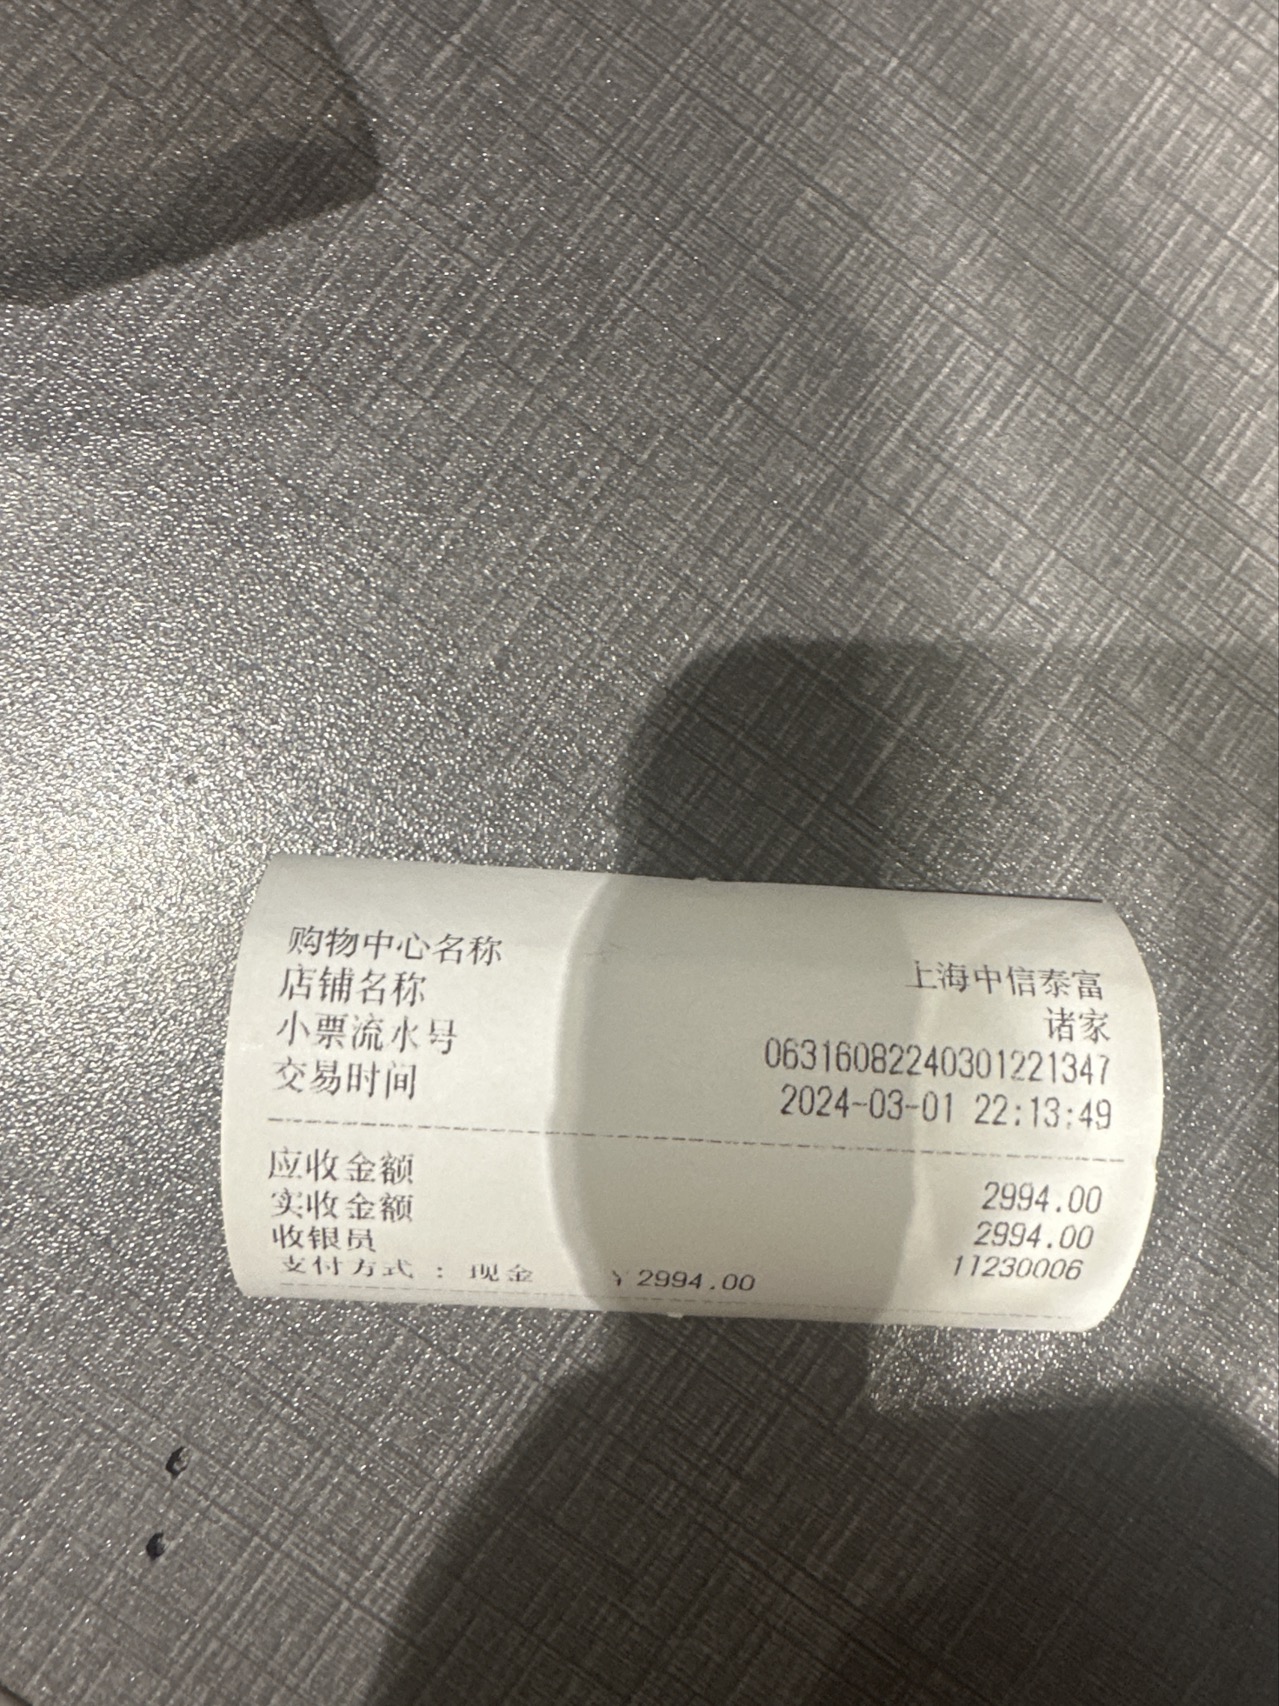 购物中心名称 上海中信泰富
店铺名称 诸家
小票流水号 06316082240301221347
交易时间 2024-03-01 22:13:49
应收金额 2994.00
实收金额 2994.00
收银员 11230006
支付方式 : 现金 ¥2994.00